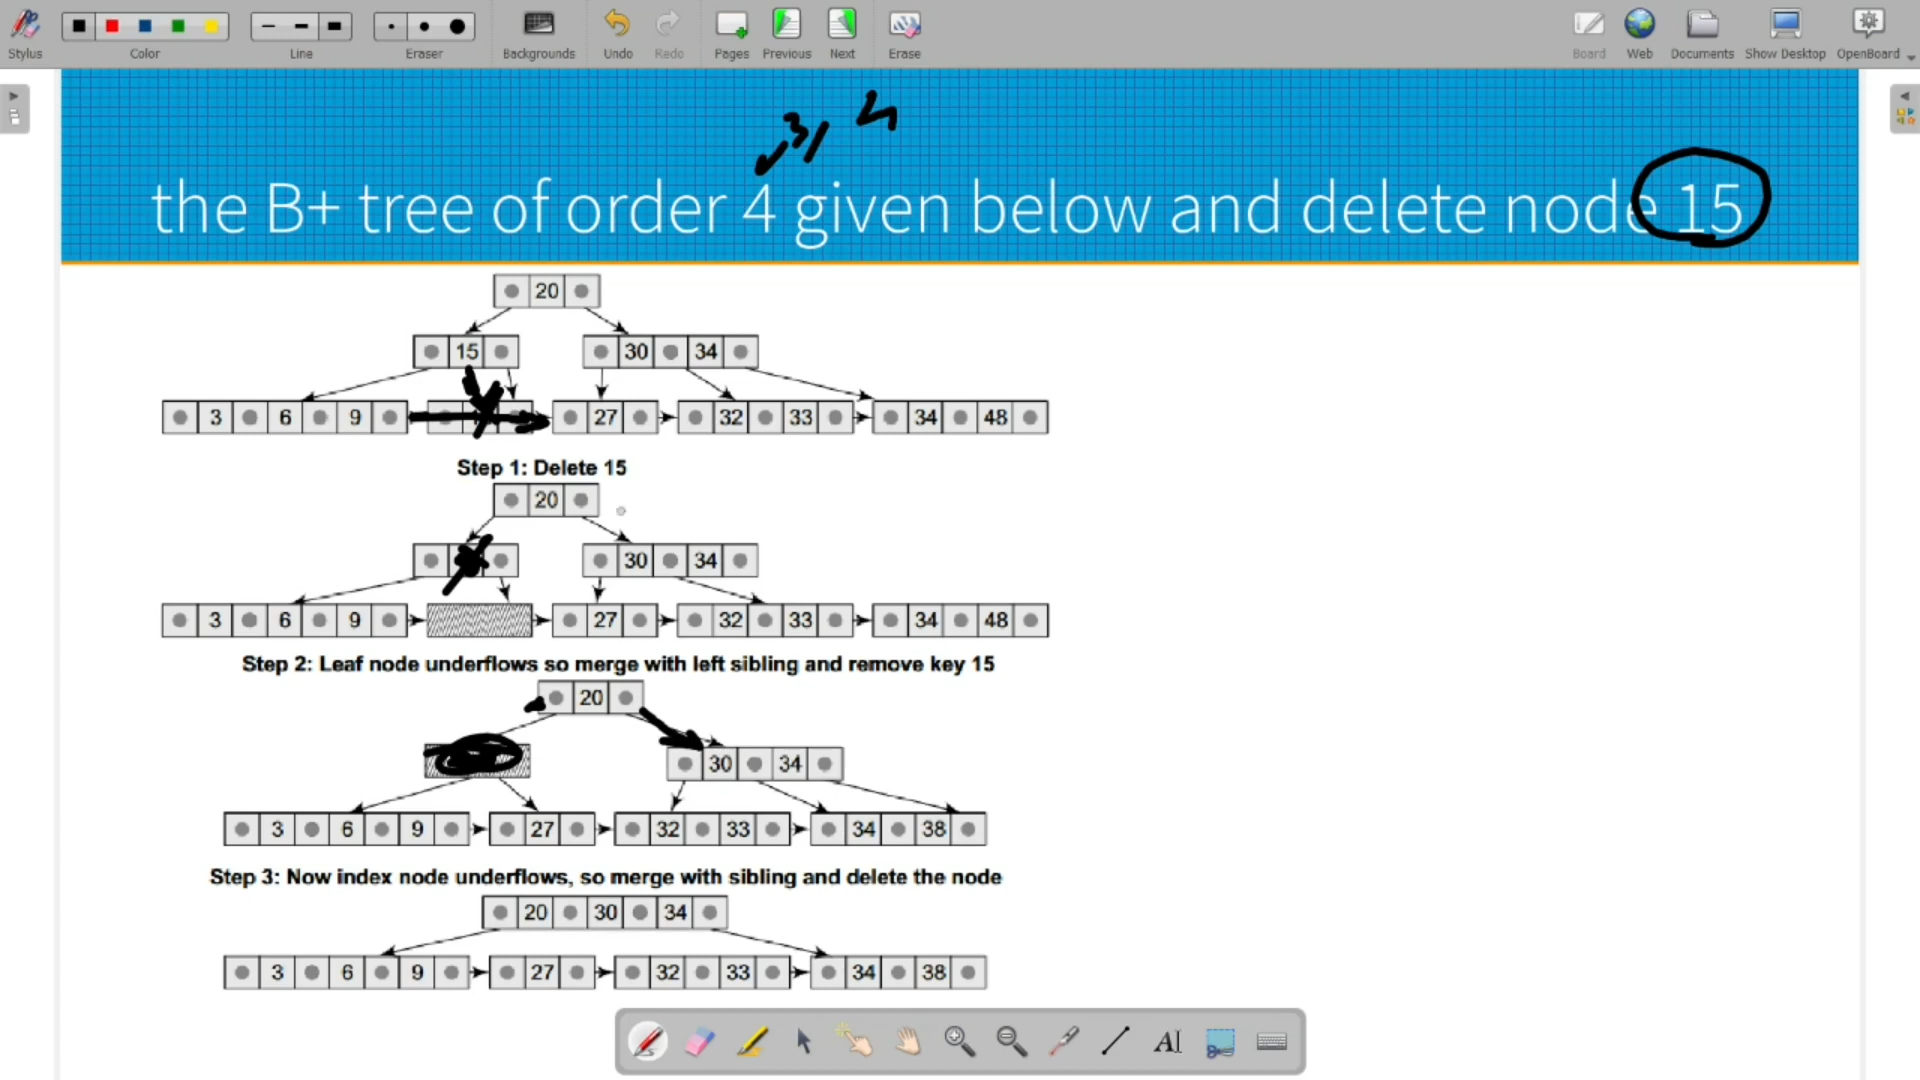 Stylus Color Line Eraser Backgrounds Undo Redo Pages Previous Next Erase Board Web Documents Show Desktop OpenBoard
3, 4
the B+ tree of order 4 given below and delete node 15
20
15 30 34
3 6 9 27 32 33 34 48
Step 1: Delete 15
20
30 34
3 6 9 27 32 33 34 48
Step 2: Leaf node underflows so merge with left sibling and remove key 15
20
30 34
3 6 9 27 32 33 34 38
Step 3: Now index node underflows, so merge with sibling and delete the node
20 30 34
3 6 9 27 32 33 34 38
AI